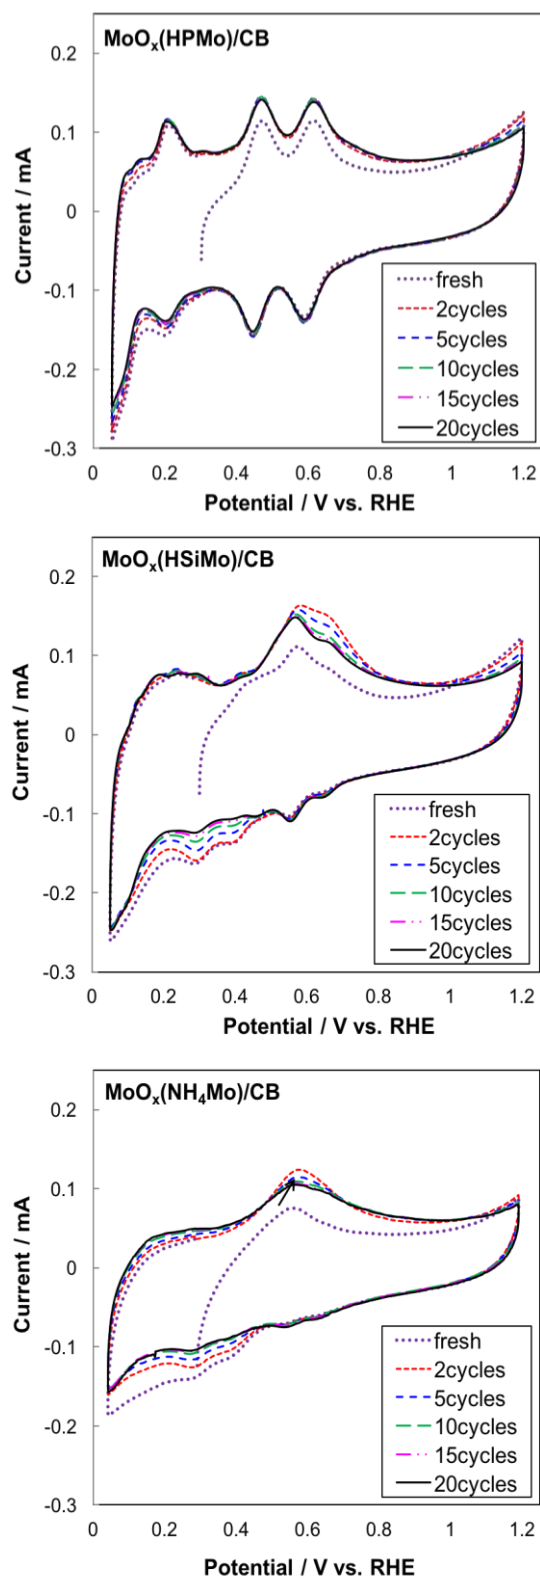 MoOₓ(HPMo)/CB
0.2
0.1
0
-0.1
-0.2
-0.3
Current / mA
fresh
2cycles
5cycles
10cycles
15cycles
20cycles
0 0.2 0.4 0.6 0.8 1 1.2
Potential / V vs. RHE
MoOₓ(HSiMo)/CB
0.2
0.1
0
-0.1
-0.2
-0.3
Current / mA
fresh
2cycles
5cycles
10cycles
15cycles
20cycles
0 0.2 0.4 0.6 0.8 1 1.2
Potential / V vs. RHE
MoOₓ(NH₄Mo)/CB
0.2
0.1
0
-0.1
-0.2
-0.3
Current / mA
fresh
2cycles
5cycles
10cycles
15cycles
20cycles
0 0.2 0.4 0.6 0.8 1 1.2
Potential / V vs. RHE